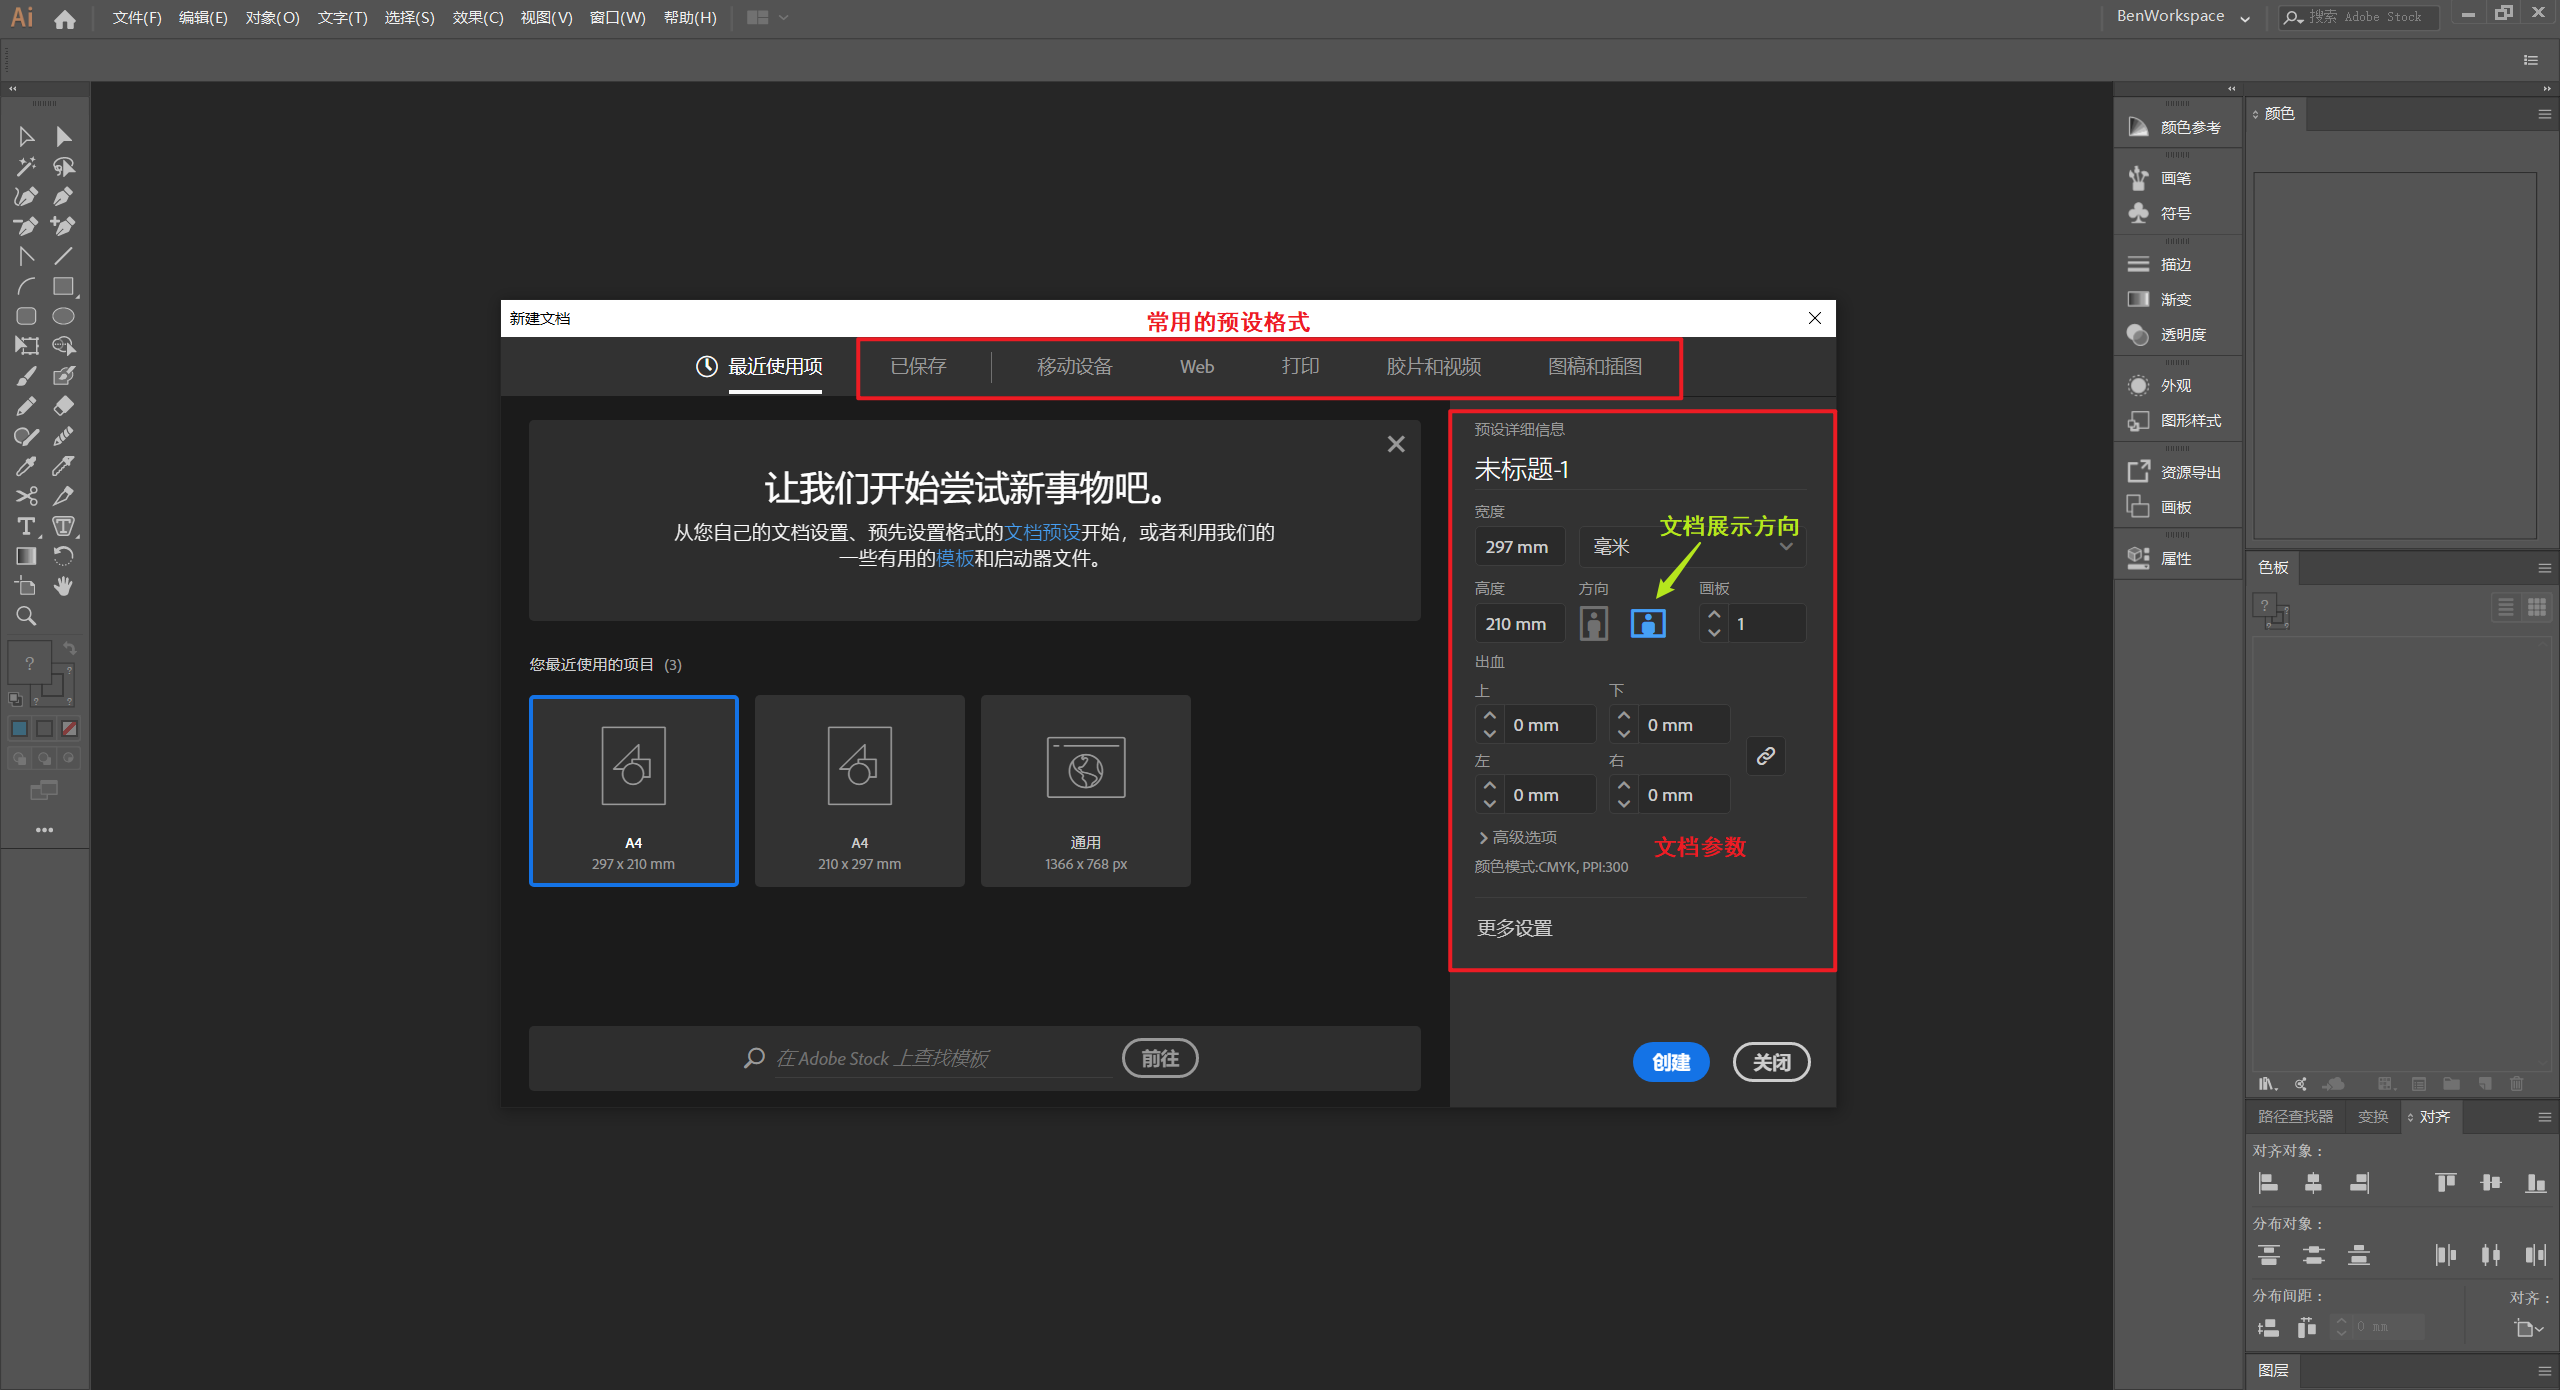 Ai 文件(F) 编辑(E) 对象(O) 文字(T) 选择(S) 效果(C) 视图(V) 窗口(W) 帮助(H) BenWorkspace 搜索 Adobe Stock
颜色参考
画笔
符号
描边
渐变
透明度
外观
图形样式
资源导出
画板
属性
颜色
色板
?
路径查找器 变换 对齐
对齐对象：
分布对象：
分布间距： 对齐：
0 mm
图层
新建文档
常用的预设格式
最近使用项 已保存 移动设备 Web 打印 胶片和视频 图稿和插图
让我们开始尝试新事物吧。
从您自己的文档设置、预先设置格式的文档预设开始，或者利用我们的
一些有用的模板和启动器文件。
您最近使用的项目 (3)
A4
297 x 210 mm
A4
210 x 297 mm
通用
1366 x 768 px
在 Adobe Stock 上查找模板 前往
预设详细信息
未标题-1
宽度
297 mm 毫米
文档展示方向
高度 方向 画板
210 mm 1
出血
上 下
0 mm 0 mm
左 右
0 mm 0 mm
高级选项
文档参数
颜色模式:CMYK, PPI:300
更多设置
创建 关闭
?